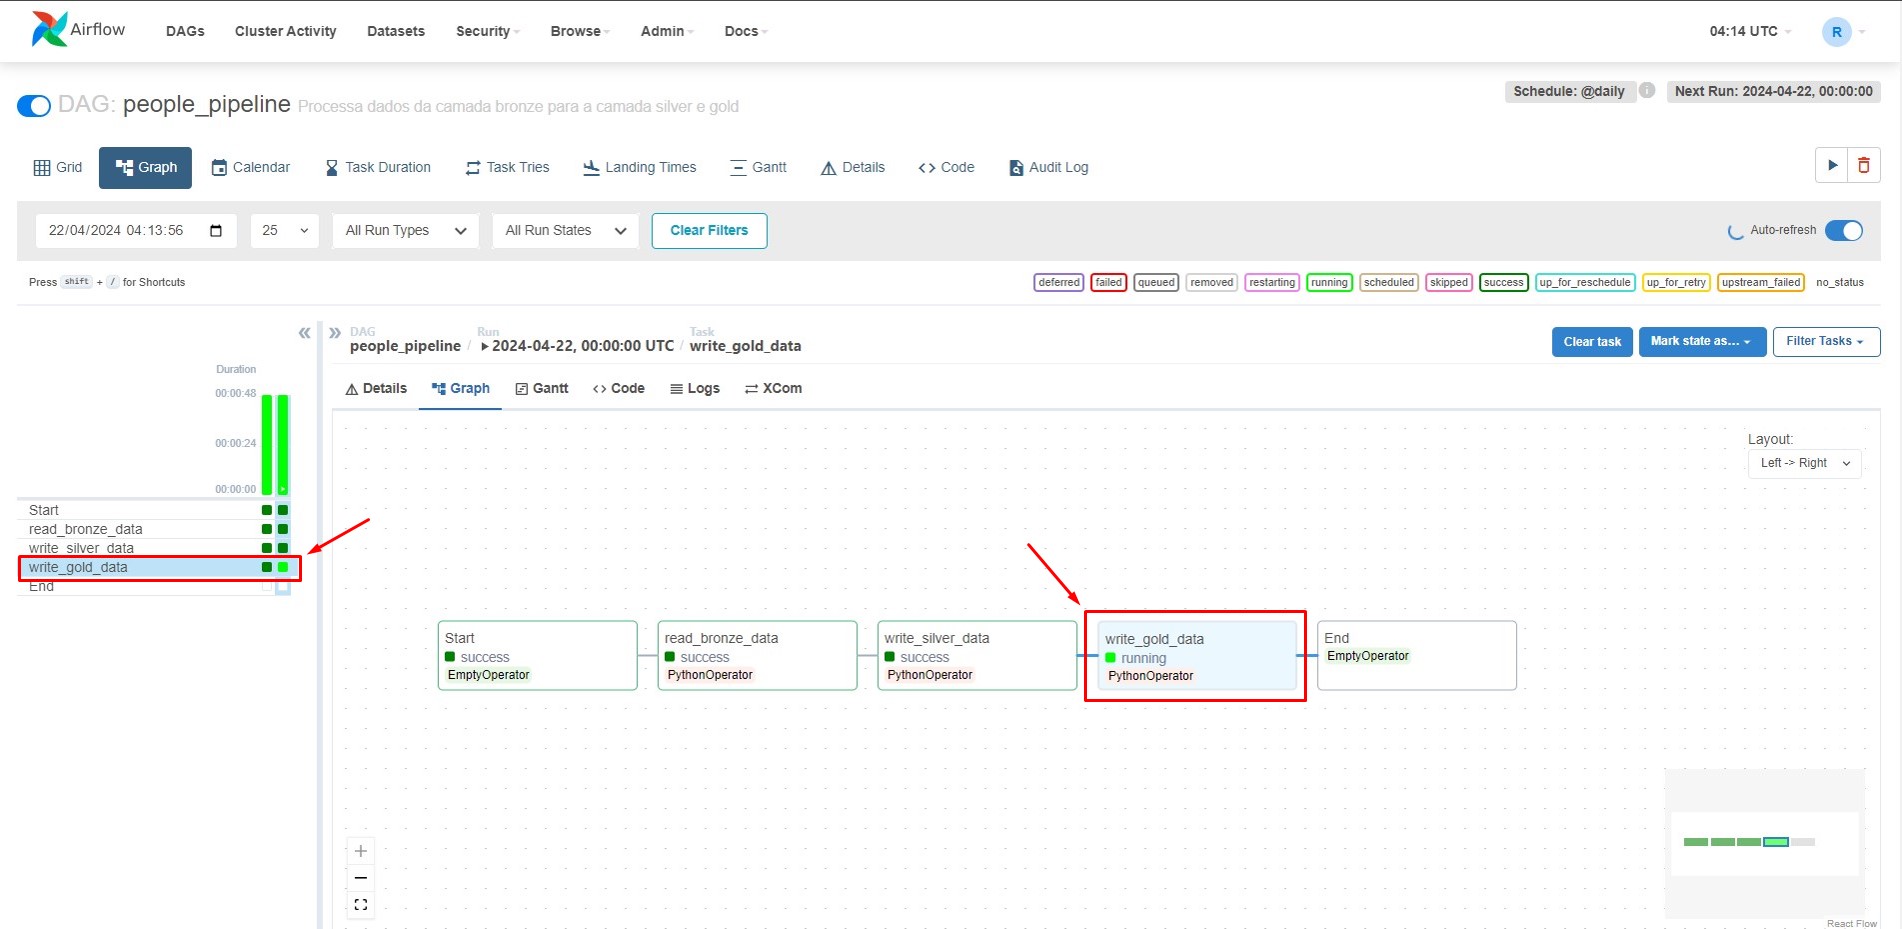 Airflow DAGs Cluster Activity Datasets Security Browse Admin Docs 04:14 UTC R
DAG: people_pipeline Processa dados da camada bronze para a camada silver e gold Schedule: @daily i Next Run: 2024-04-22, 00:00:00
Grid Graph Calendar Task Duration Task Tries Landing Times Gantt Details <> Code Audit Log
22/04/2024 04:13:56 25 All Run Types All Run States Clear Filters Auto-refresh
Press shift + / for Shortcuts deferred failed queued removed restarting running scheduled skipped success up_for_reschedule up_for_retry upstream_failed no_status
« » DAG Run Task
people_pipeline / 2024-04-22, 00:00:00 UTC / write_gold_data Clear task Mark state as... Filter Tasks
Details Graph Gantt <> Code Logs XCom
Duration
00:00:48
00:00:24
00:00:00
Start
read_bronze_data
write_silver_data
write_gold_data
End
Layout:
Left -> Right
Start
success
EmptyOperator
read_bronze_data
success
PythonOperator
write_silver_data
success
PythonOperator
write_gold_data
running
PythonOperator
End
EmptyOperator
React Flow